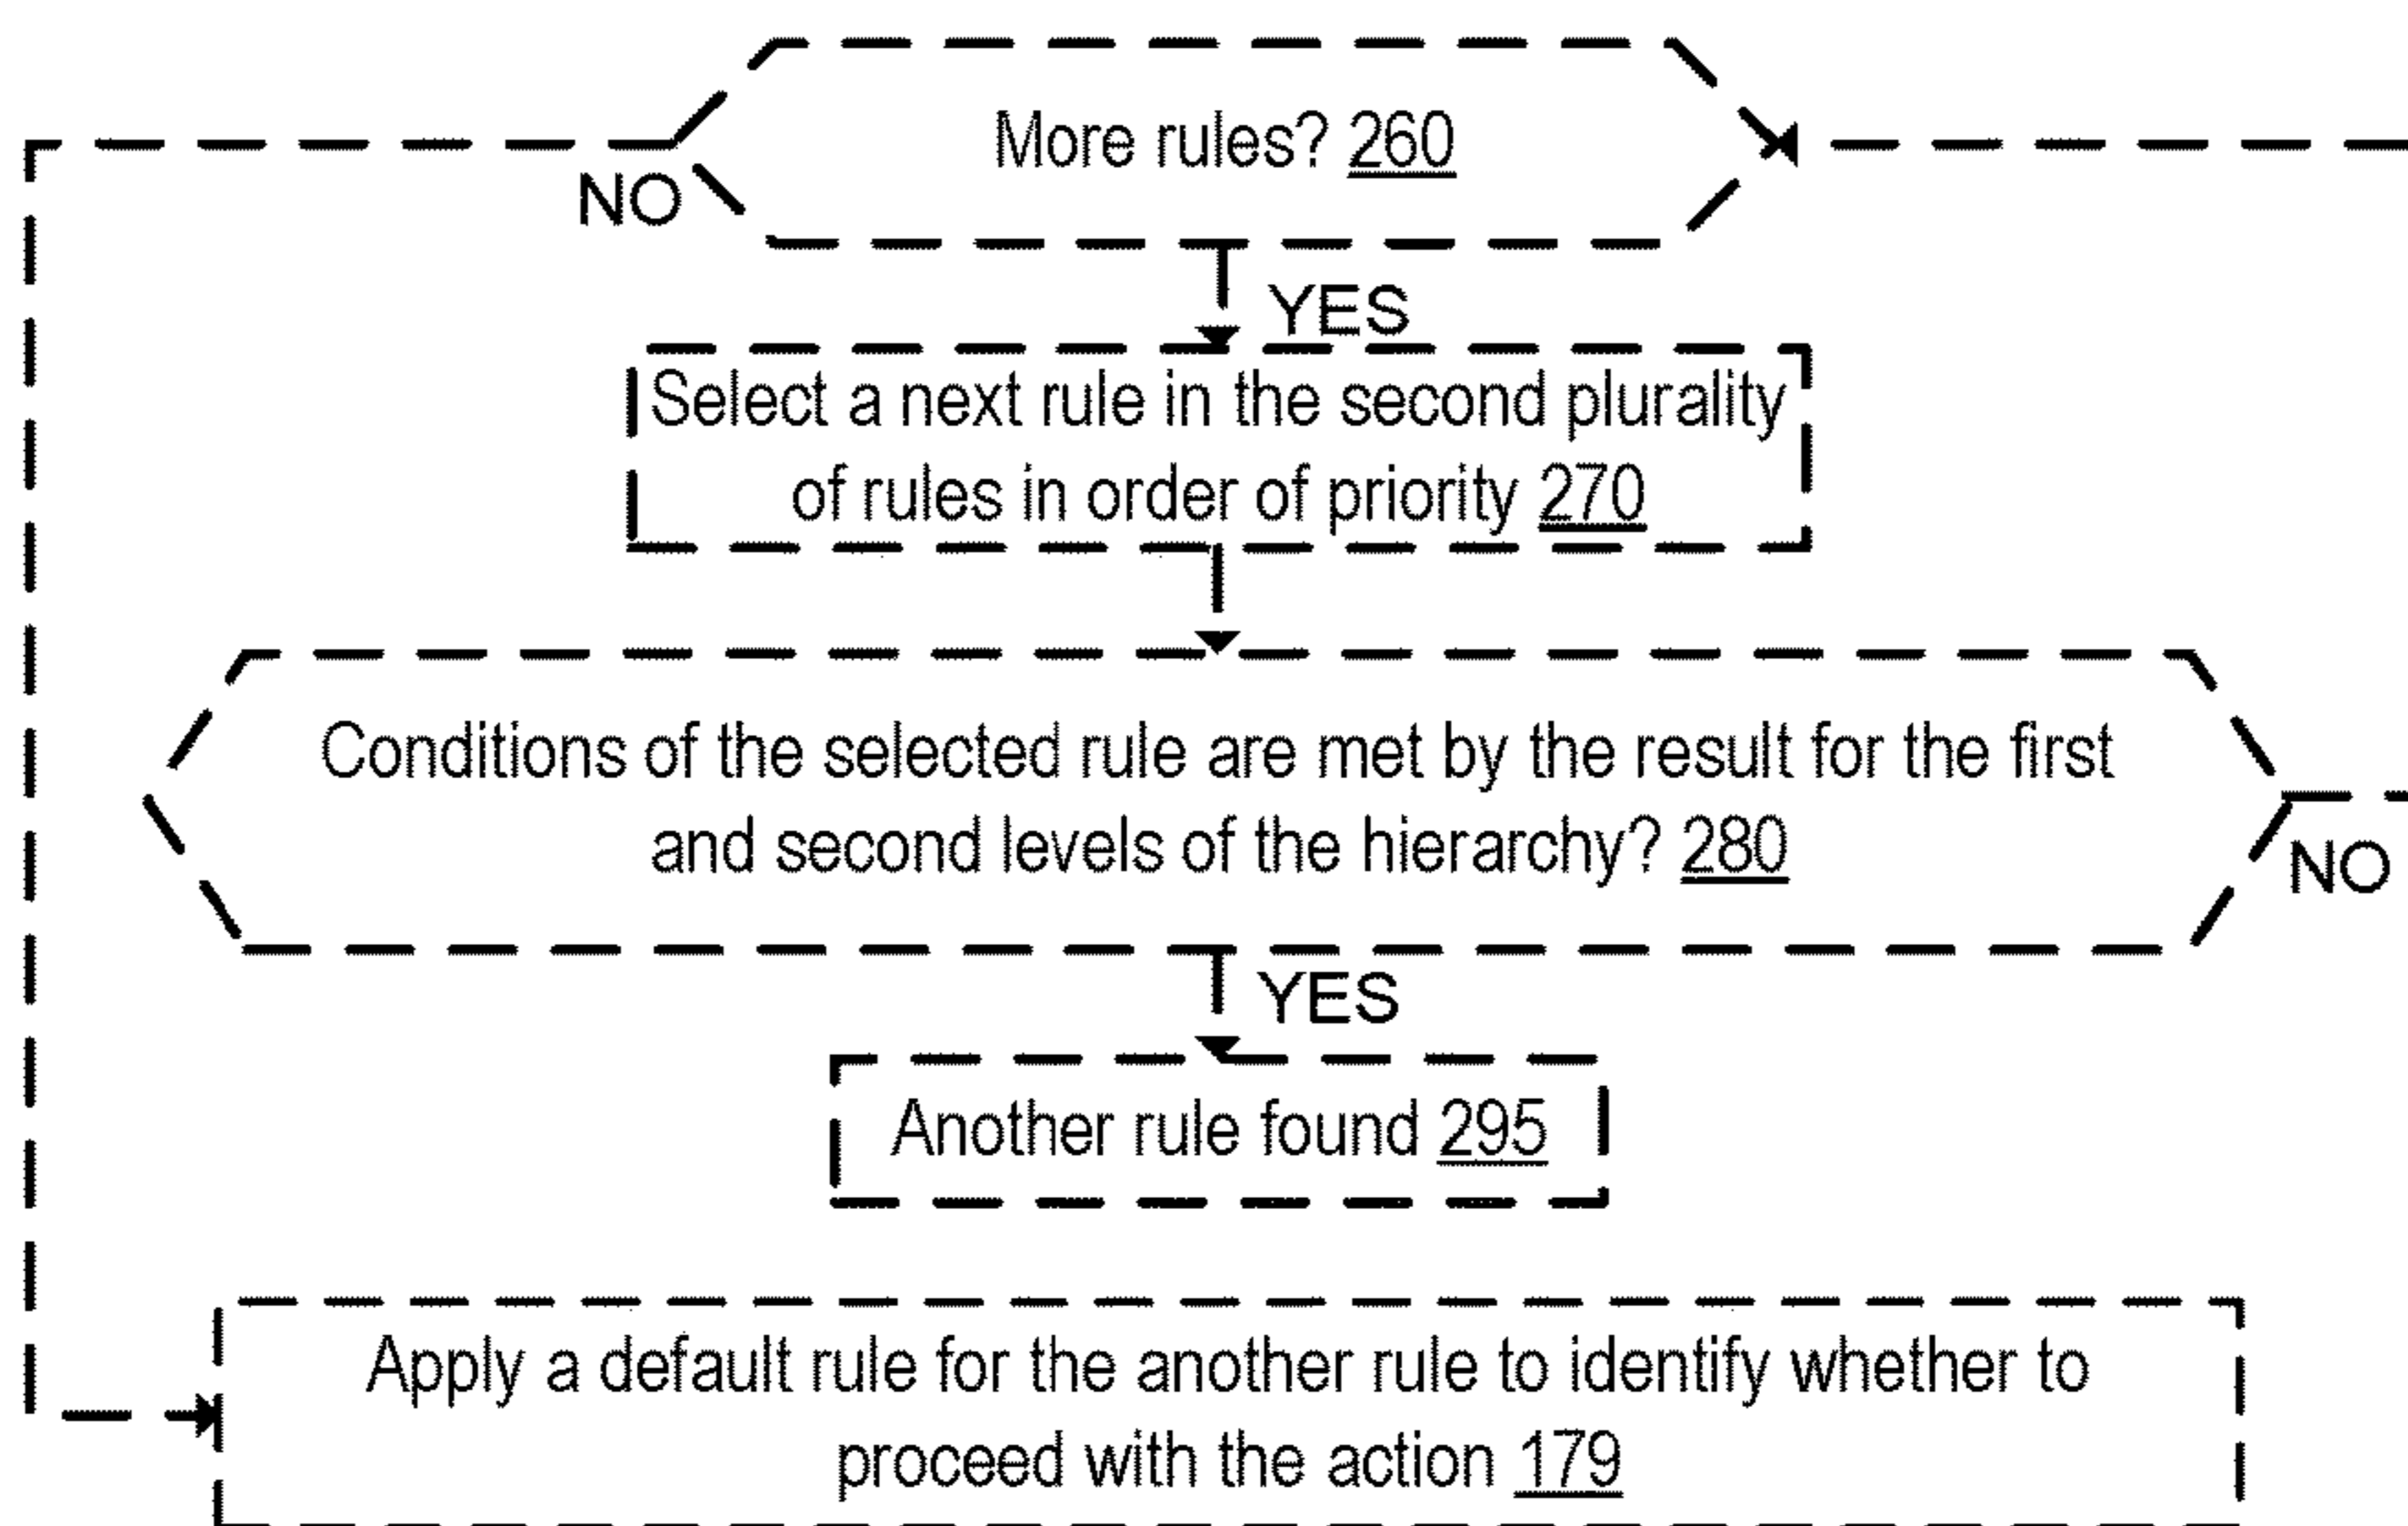 More rules? 260
NO
YES
Select a next rule in the second plurality
of rules in order of priority 270
Conditions of the selected rule are met by the result for the first
and second levels of the hierarchy? 280
NO
YES
Another rule found 295
Apply a default rule for the another rule to identify whether to
proceed with the action 179